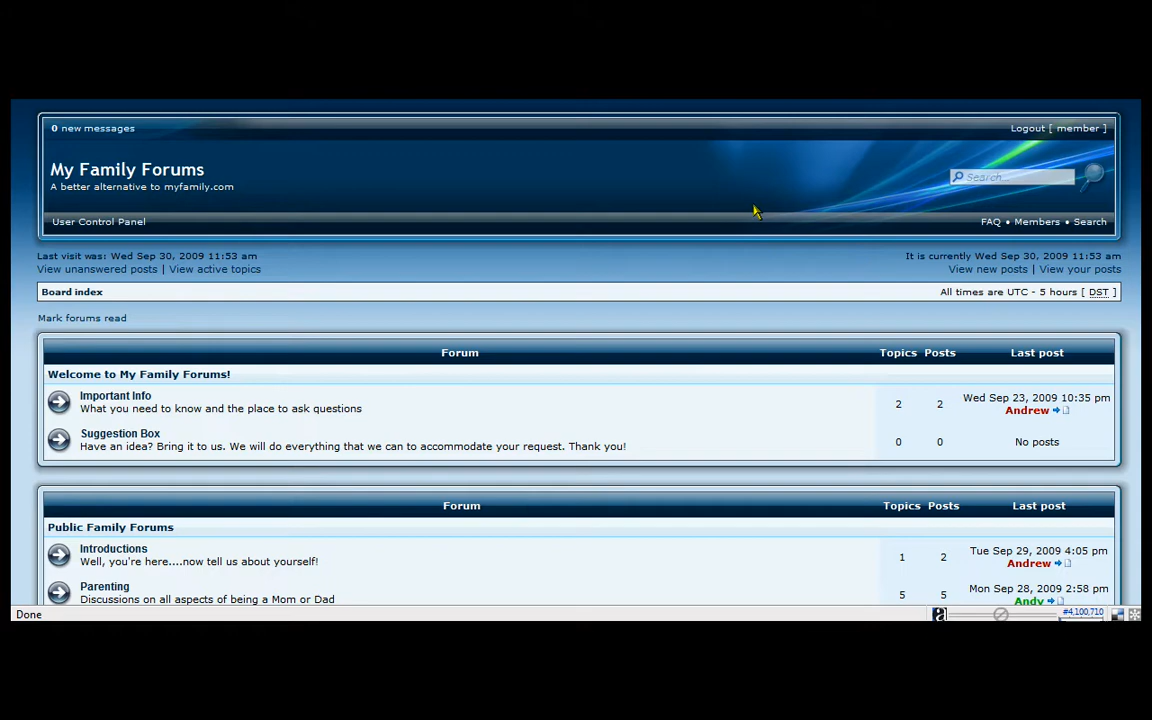 0 new messages
Logout [ member ]
My Family Forums
A better alternative to myfamily.com
Search...
User Control Panel
FAQ • Members • Search
Last visit was: Wed Sep 30, 2009 11:53 am
It is currently Wed Sep 30, 2009 11:53 am
View unanswered posts | View active topics
View new posts | View your posts
Board index
All times are UTC - 5 hours [ DST ]
Mark forums read
Forum Topics Posts Last post
Welcome to My Family Forums!
Important Info
What you need to know and the place to ask questions
2 2
Wed Sep 23, 2009 10:35 pm
Andrew
Suggestion Box
Have an idea? Bring it to us. We will do everything that we can to accommodate your request. Thank you!
0 0 No posts
Forum Topics Posts Last post
Public Family Forums
Introductions
Well, you're here....now tell us about yourself!
1 2
Tue Sep 29, 2009 4:05 pm
Andrew
Parenting
Discussions on all aspects of being a Mom or Dad
5 5
Mon Sep 28, 2009 2:58 pm
Andy
Done
#4,100,710